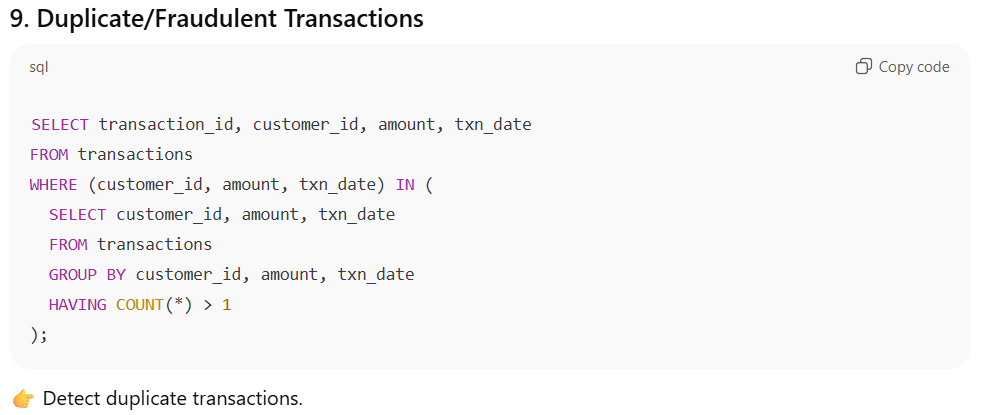 9. Duplicate/Fraudulent Transactions
sql
Copy code
SELECT transaction_id, customer_id, amount, txn_date
FROM transactions
WHERE (customer_id, amount, txn_date) IN (
  SELECT customer_id, amount, txn_date
  FROM transactions
  GROUP BY customer_id, amount, txn_date
  HAVING COUNT(*) > 1
);
👉 Detect duplicate transactions.